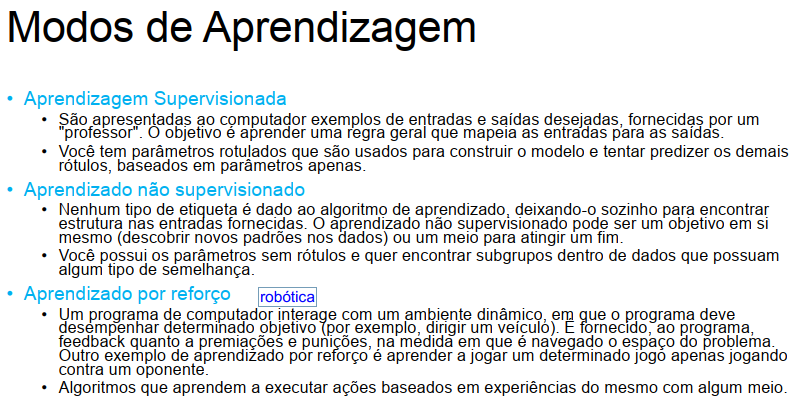 Modos de Aprendizagem
• Aprendizagem Supervisionada
• São apresentadas ao computador exemplos de entradas e saídas desejadas, fornecidas por um
"professor". O objetivo é aprender uma regra geral que mapeia as entradas para as saídas.
• Você tem parâmetros rotulados que são usados para construir o modelo e tentar predizer os demais
rótulos, baseados em parâmetros apenas.
• Aprendizado não supervisionado
• Nenhum tipo de etiqueta é dado ao algoritmo de aprendizado, deixando-o sozinho para encontrar
estrutura nas entradas fornecidas. O aprendizado não supervisionado pode ser um objetivo em si
mesmo (descobrir novos padrões nos dados) ou um meio para atingir um fim.
• Você possui os parâmetros sem rótulos e quer encontrar subgrupos dentro de dados que possuam
algum tipo de semelhança.
• Aprendizado por reforço robótica
• Um programa de computador interage com um ambiente dinâmico, em que o programa deve
desempenhar determinado objetivo (por exemplo, dirigir um veículo). É fornecido, ao programa,
feedback quanto a premiações e punições, na medida em que é navegado o espaço do problema.
Outro exemplo de aprendizado por reforço é aprender a jogar um determinado jogo apenas jogando
contra um oponente.
• Algoritmos que aprendem a executar ações baseados em experiências do mesmo com algum meio.